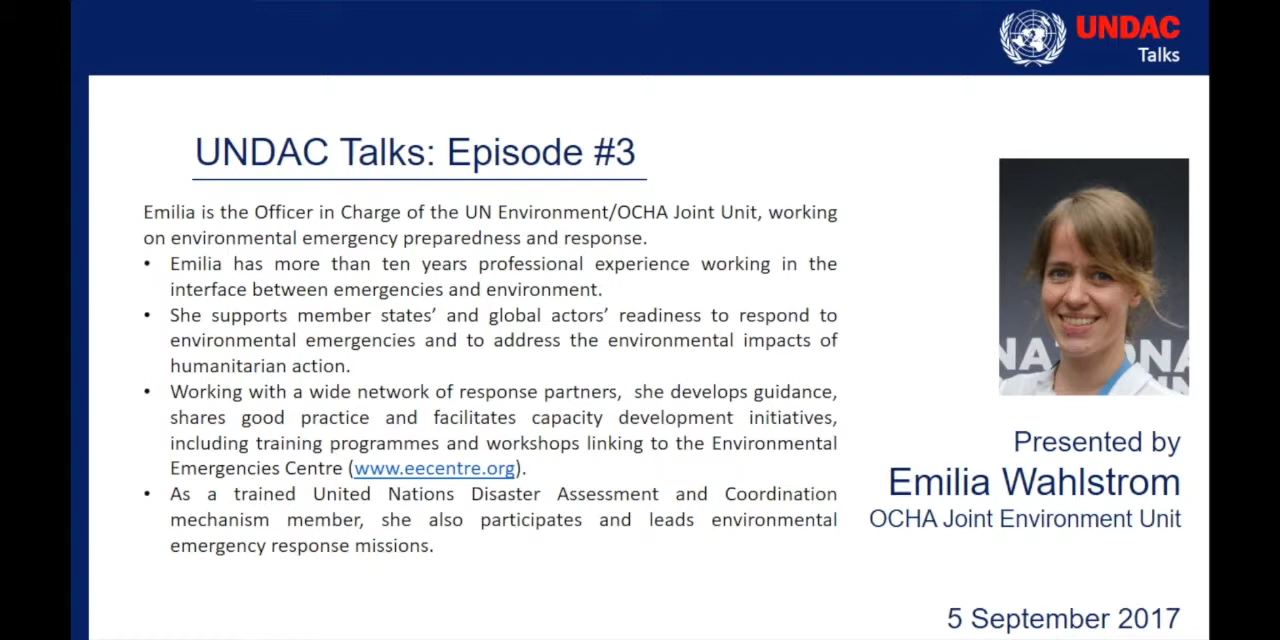 UNDAC
Talks
UNDAC Talks: Episode #3
Emilia is the Officer in Charge of the UN Environment/OCHA Joint Unit, working
on environmental emergency preparedness and response.
• Emilia has more than ten years professional experience working in the
interface between emergencies and environment.
• She supports member states’ and global actors’ readiness to respond to
environmental emergencies and to address the environmental impacts of
humanitarian action.
• Working with a wide network of response partners, she develops guidance,
shares good practice and facilitates capacity development initiatives,
including training programmes and workshops linking to the Environmental
Emergencies Centre (www.eecentre.org).
• As a trained United Nations Disaster Assessment and Coordination
mechanism member, she also participates and leads environmental
emergency response missions.
Presented by
Emilia Wahlstrom
OCHA Joint Environment Unit
5 September 2017